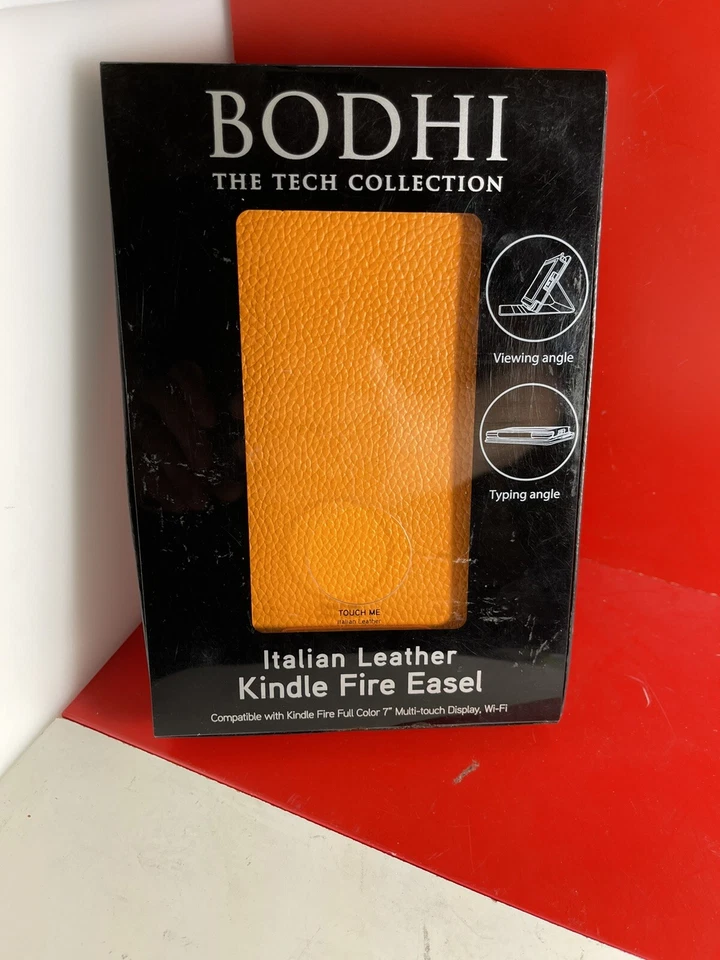 BODHI
THE TECH COLLECTION
Viewing angle
Typing angle
TOUCH ME
Italian Leather
Italian Leather
Kindle Fire Easel
Compatible with Kindle Fire Full Color 7" Multi-touch Display, Wi-Fi